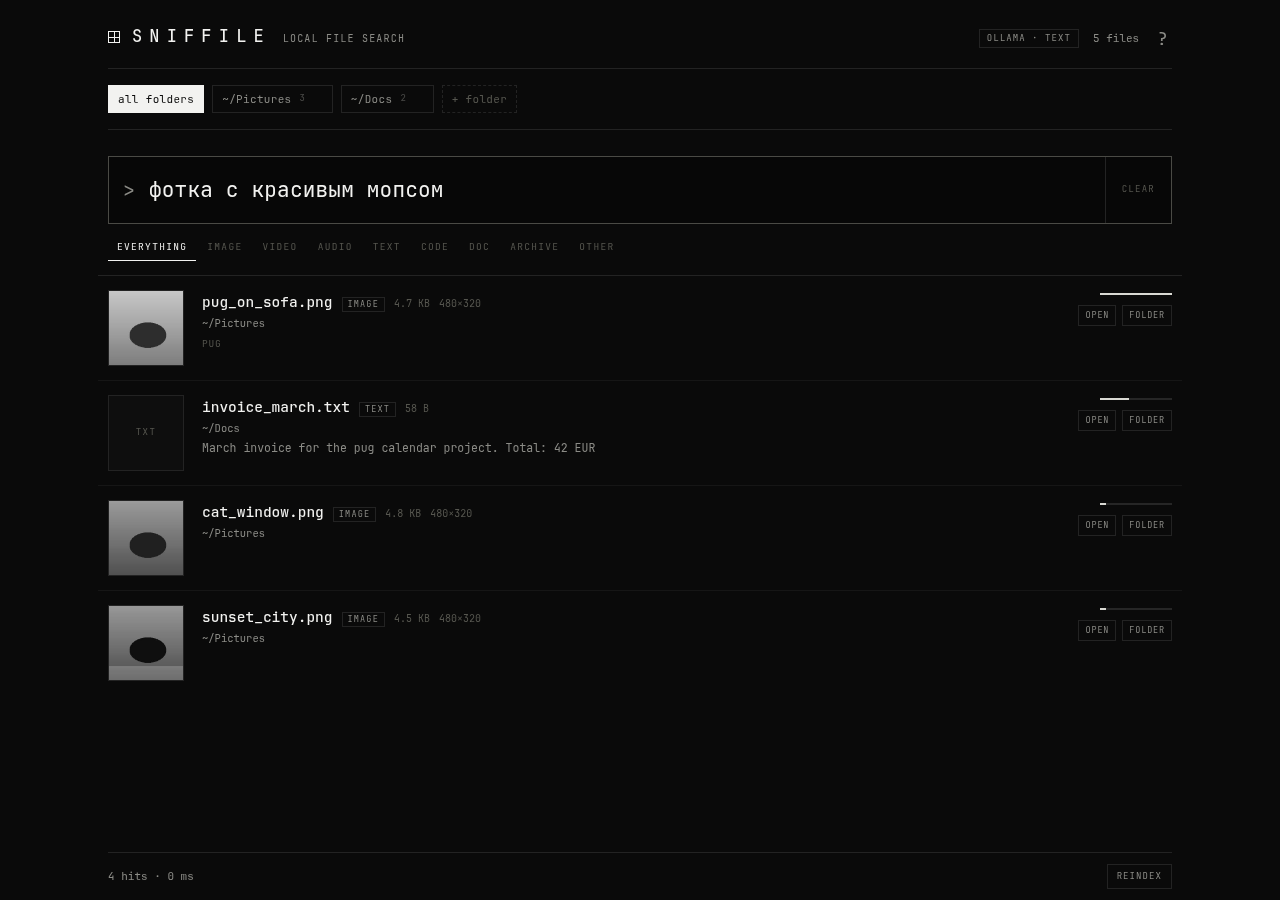 SNIFFILE LOCAL FILE SEARCH OLLAMA · TEXT 5 files ?
all folders ~/Pictures 3 ~/Docs 2 + folder
> фотка с красивым мопсом CLEAR
EVERYTHING IMAGE VIDEO AUDIO TEXT CODE DOC ARCHIVE OTHER
pug_on_sofa.png IMAGE 4.7 KB 480×320
~/Pictures
PUG
OPEN FOLDER
TXT
invoice_march.txt TEXT 58 B
~/Docs
March invoice for the pug calendar project. Total: 42 EUR
OPEN FOLDER
cat_window.png IMAGE 4.8 KB 480×320
~/Pictures
OPEN FOLDER
sunset_city.png IMAGE 4.5 KB 480×320
~/Pictures
OPEN FOLDER
4 hits · 0 ms REINDEX